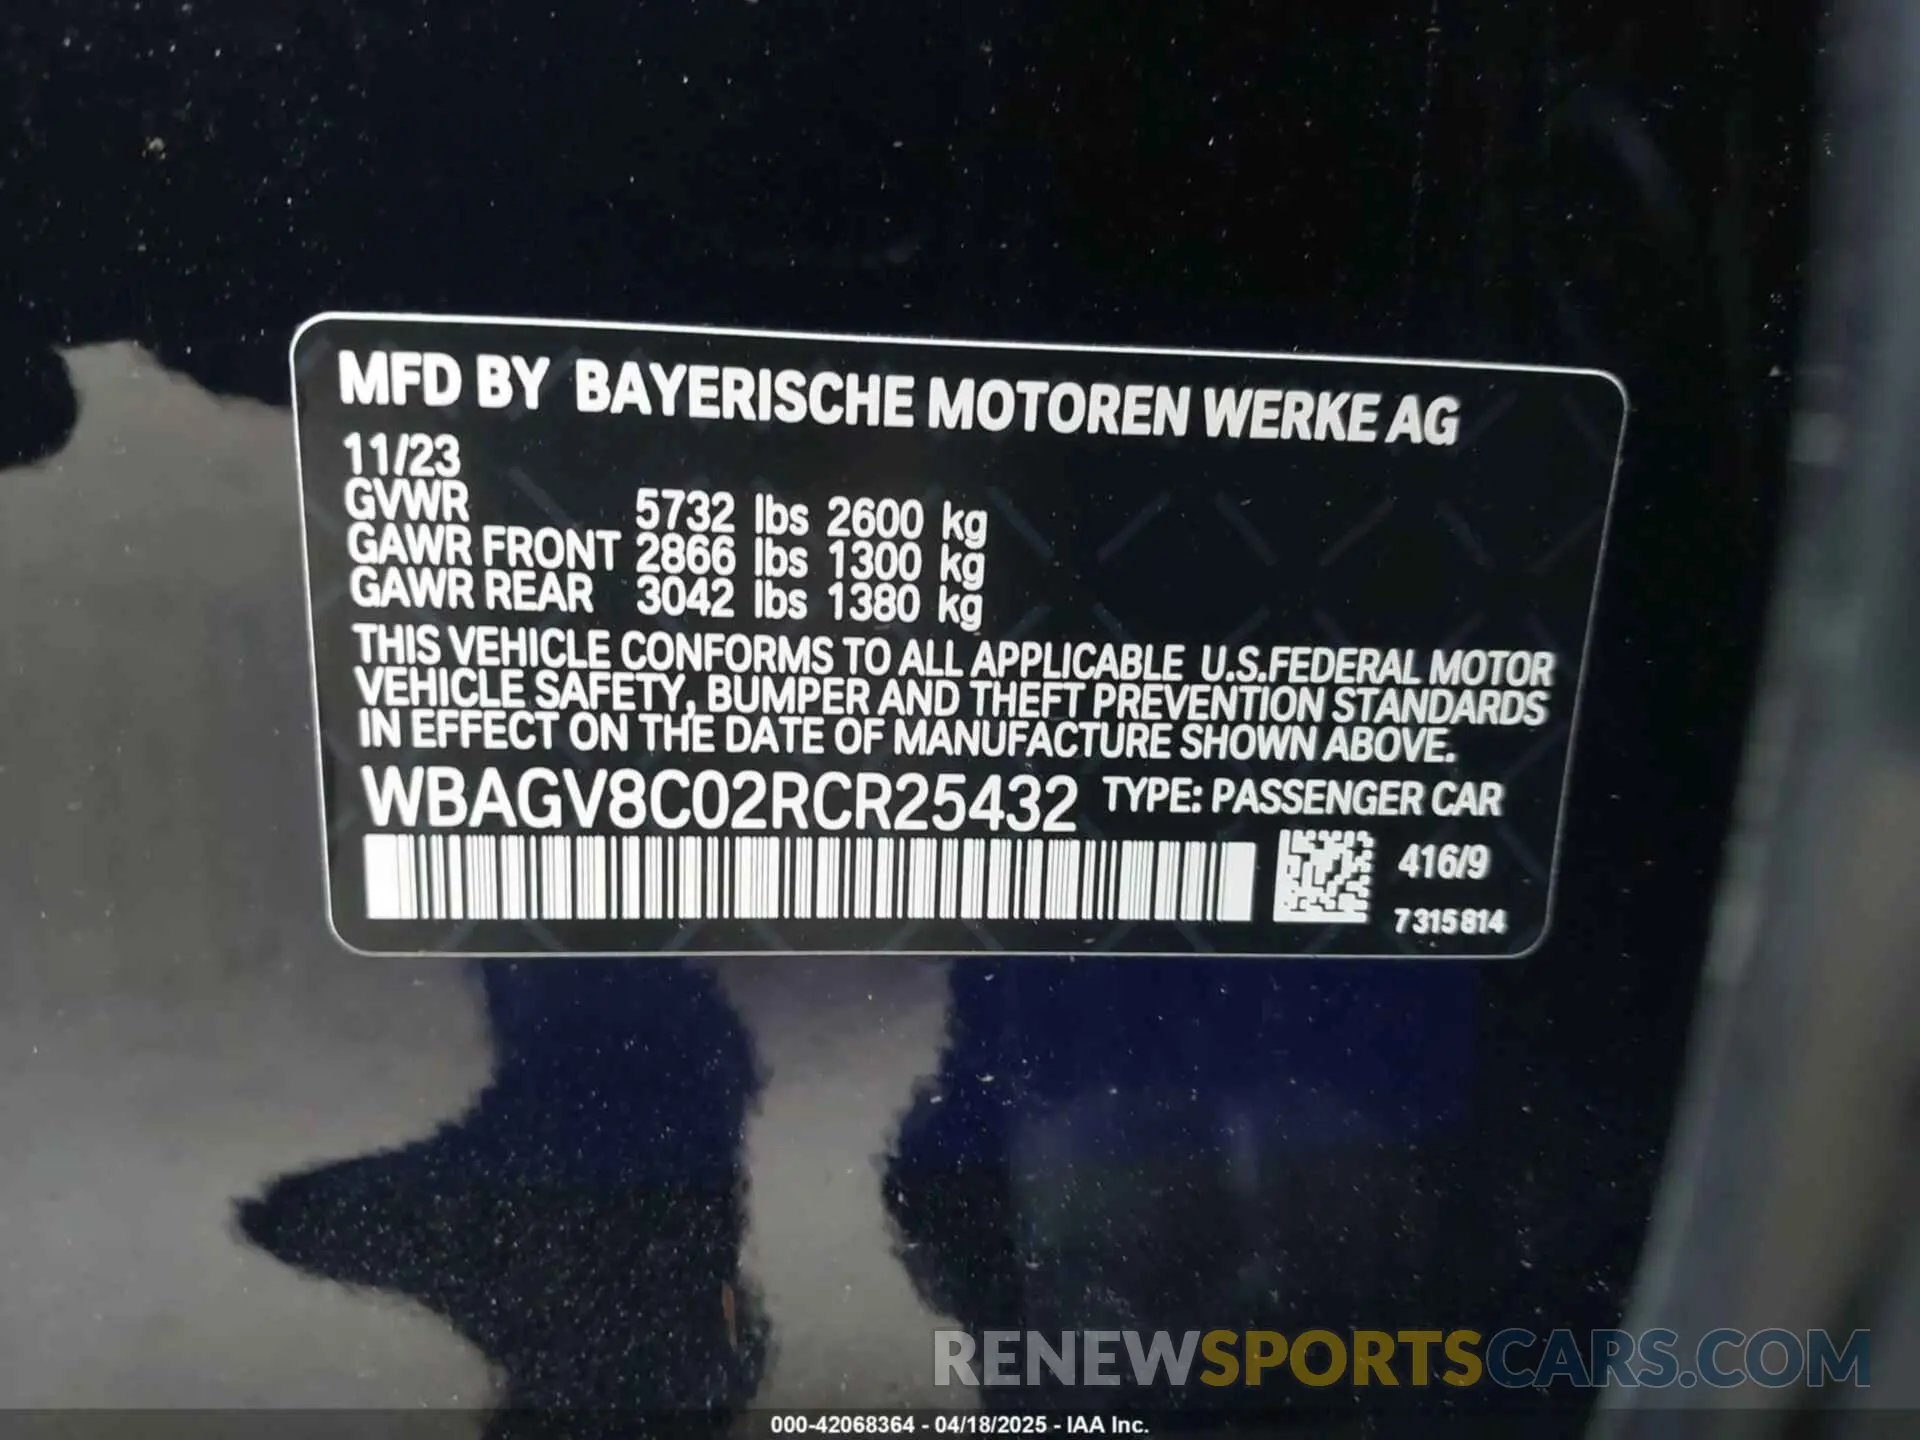 MFD BY BAYERISCHE MOTOREN WERKE AG
11/23
GVWR 5732 lbs 2600 kg
GAWR FRONT 2866 lbs 1300 kg
GAWR REAR 3042 lbs 1380 kg
THIS VEHICLE CONFORMS TO ALL APPLICABLE U.S.FEDERAL MOTOR
VEHICLE SAFETY, BUMPER AND THEFT PREVENTION STANDARDS
IN EFFECT ON THE DATE OF MANUFACTURE SHOWN ABOVE.
WBAGV8C02RCR25432 TYPE: PASSENGER CAR
416/9
7315814
RENEWSPORTSCARS.COM
000-42068364 - 04/18/2025 - IAA Inc.